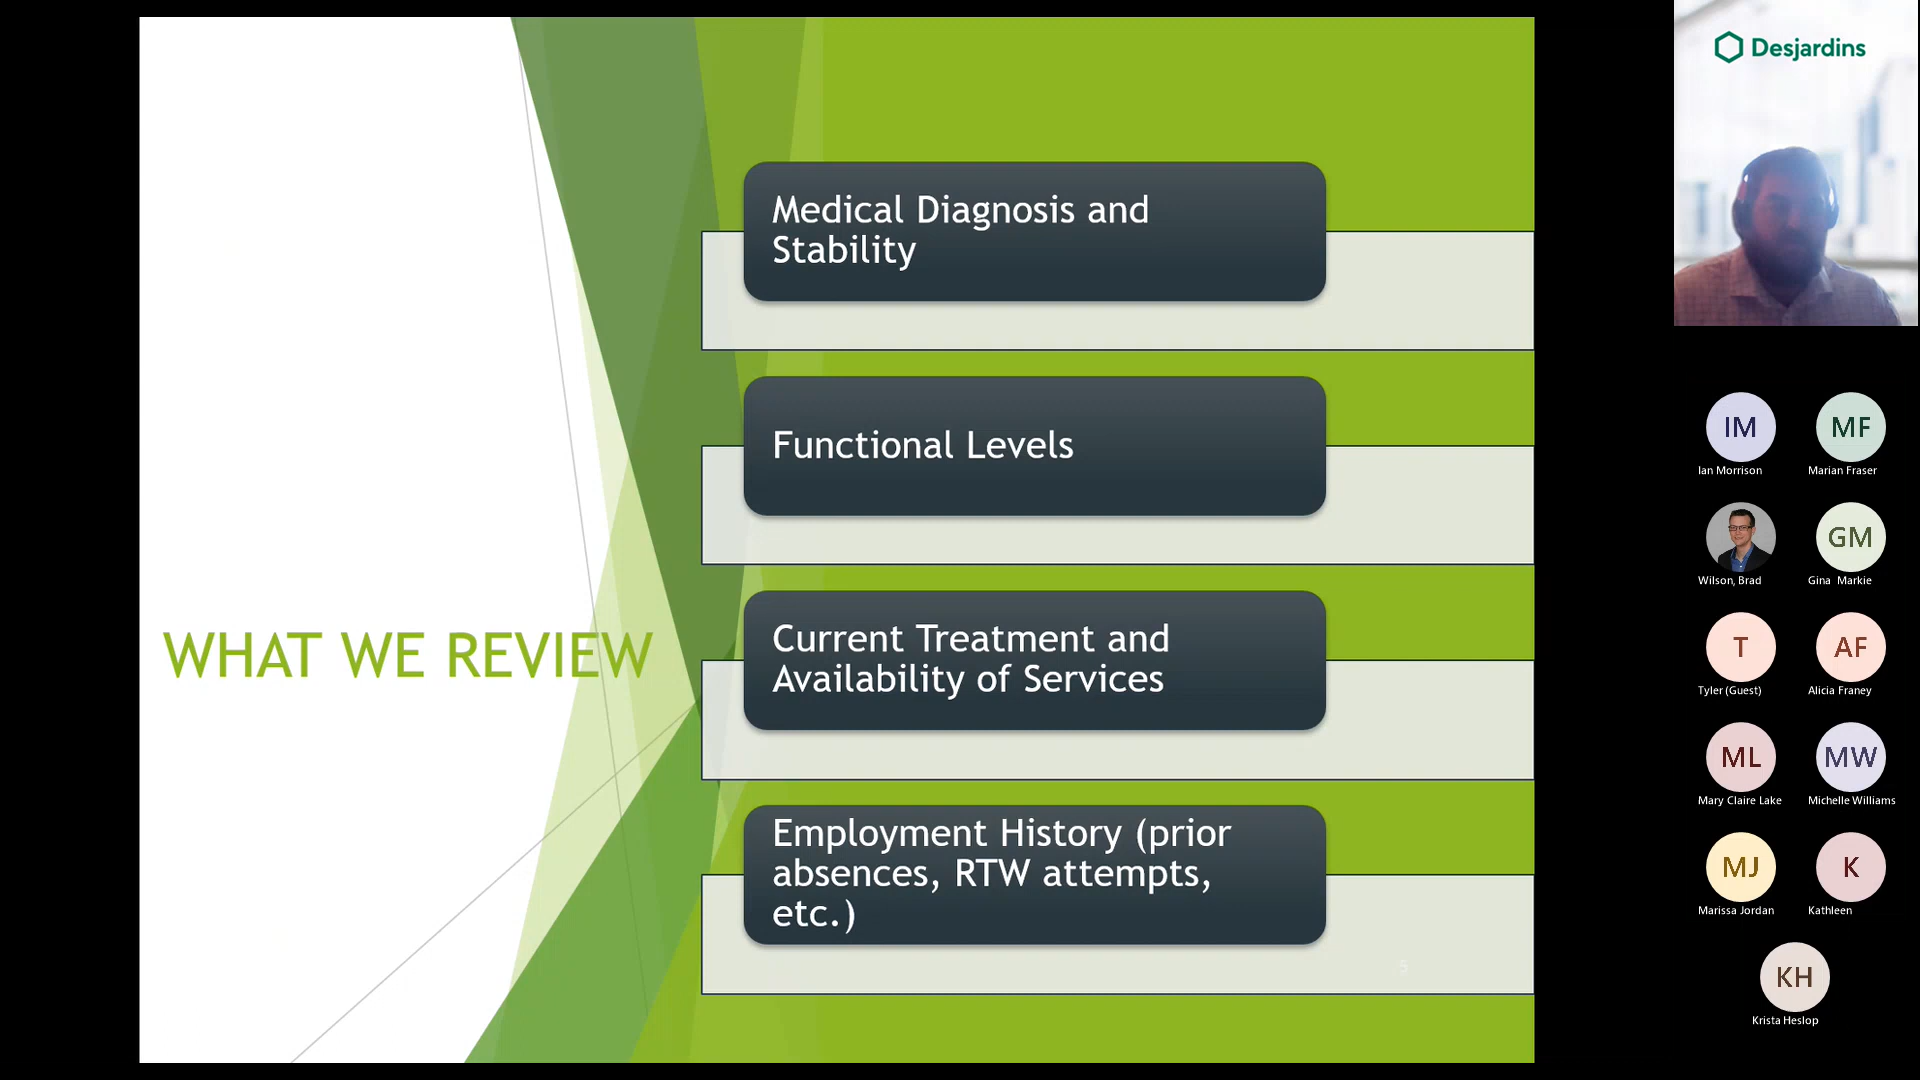 WHAT WE REVIEW
Medical Diagnosis and
Stability
Functional Levels
Current Treatment and
Availability of Services
Employment History (prior
absences, RTW attempts,
etc.)
5
Desjardins
IM
Ian Morrison
MF
Marian Fraser
Wilson, Brad
GM
Gina Markie
T
Tyler (Guest)
AF
Alicia Franey
ML
Mary Claire Lake
MW
Michelle Williams
MJ
Marissa Jordan
K
Kathleen
KH
Krista Heslop